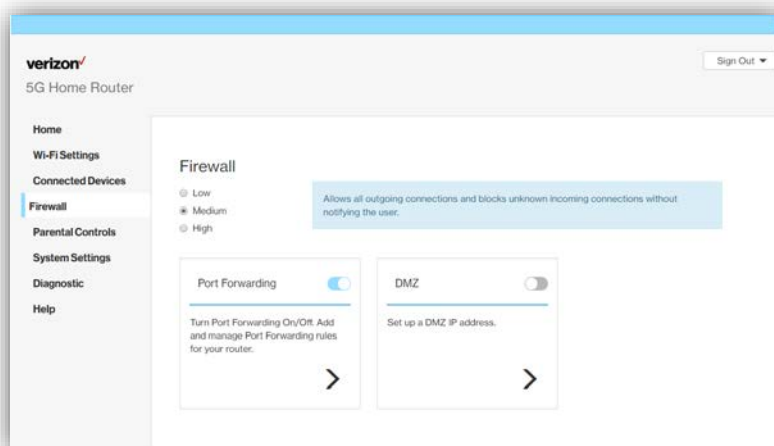 verizon
Sign Out
5G Home Router
Home
Wi-Fi Settings
Connected Devices
Firewall
Parental Controls
System Settings
Diagnostic
Help
Firewall
Low
Medium
High
Allows all outgoing connections and blocks unknown incoming connections without
notifying the user.
Port Forwarding
Turn Port Forwarding On/Off. Add
and manage Port Forwarding rules
for your router.
DMZ
Set up a DMZ IP address.